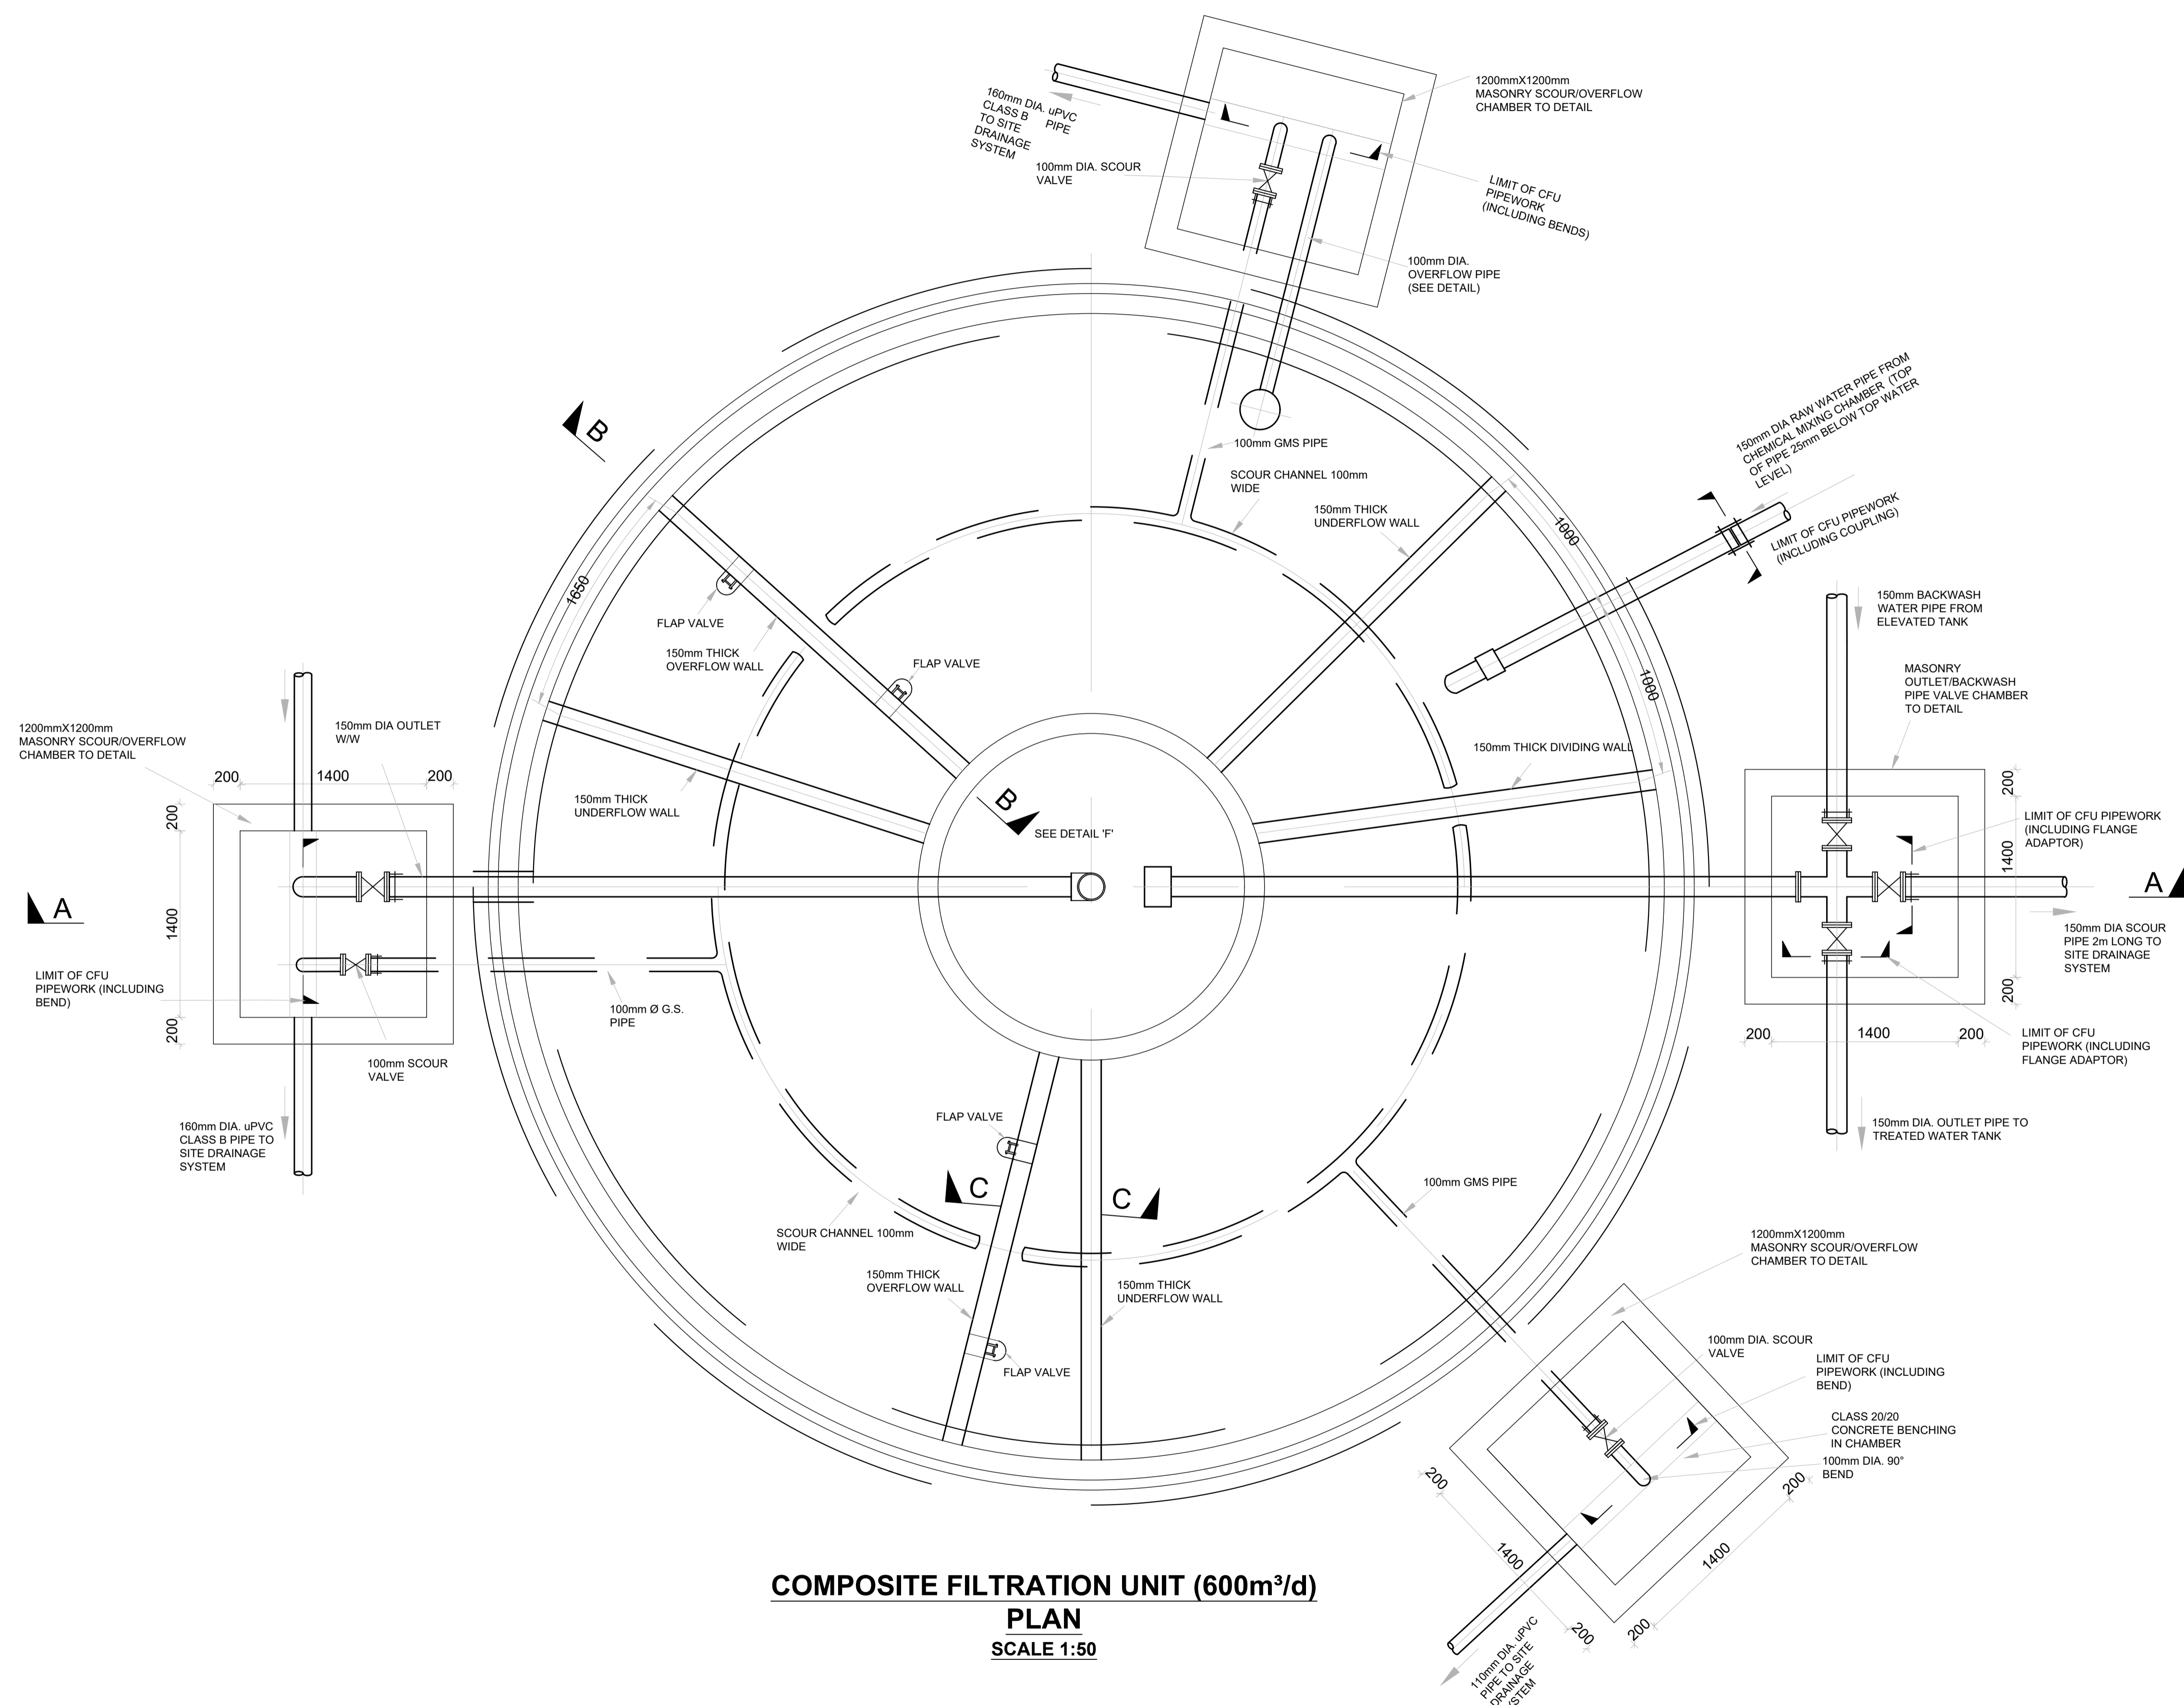 1200mmX1200mm
MASONRY SCOUR/OVERFLOW
CHAMBER TO DETAIL
160mm DIA. uPVC
CLASS B PIPE
TO SITE
DRAINAGE
SYSTEM
100mm DIA. SCOUR
VALVE
LIMIT OF CFU
PIPEWORK
(INCLUDING BENDS)
100mm DIA.
OVERFLOW PIPE
(SEE DETAIL)
150mm DIA RAW WATER PIPE FROM
CHEMICAL MIXING CHAMBER (TOP
OF PIPE 25mm BELOW TOP WATER
LEVEL)
LIMIT OF CFU PIPEWORK
(INCLUDING COUPLING)
B
100mm GMS PIPE
SCOUR CHANNEL 100mm
WIDE
150mm THICK
UNDERFLOW WALL
1000
1000
1650
FLAP VALVE
150mm THICK
OVERFLOW WALL
FLAP VALVE
150mm BACKWASH
WATER PIPE FROM
ELEVATED TANK
MASONRY
OUTLET/BACKWASH
PIPE VALVE CHAMBER
TO DETAIL
150mm THICK DIVIDING WALL
1200mmX1200mm
MASONRY SCOUR/OVERFLOW
CHAMBER TO DETAIL
150mm DIA OUTLET
W/W
200
1400
200
200
1400
200
150mm THICK
UNDERFLOW WALL
B
SEE DETAIL 'F'
200
1400
200
LIMIT OF CFU PIPEWORK
(INCLUDING FLANGE
ADAPTOR)
A
A
150mm DIA SCOUR
PIPE 2m LONG TO
SITE DRAINAGE
SYSTEM
LIMIT OF CFU
PIPEWORK (INCLUDING
BEND)
100mm Ø G.S.
PIPE
100mm SCOUR
VALVE
200
1400
200
LIMIT OF CFU
PIPEWORK (INCLUDING
FLANGE ADAPTOR)
160mm DIA. uPVC
CLASS B PIPE TO
SITE DRAINAGE
SYSTEM
150mm DIA. OUTLET PIPE TO
TREATED WATER TANK
FLAP VALVE
C
C
100mm GMS PIPE
SCOUR CHANNEL 100mm
WIDE
150mm THICK
OVERFLOW WALL
150mm THICK
UNDERFLOW WALL
FLAP VALVE
1200mmX1200mm
MASONRY SCOUR/OVERFLOW
CHAMBER TO DETAIL
100mm DIA. SCOUR
VALVE
LIMIT OF CFU
PIPEWORK (INCLUDING
BEND)
CLASS 20/20
CONCRETE BENCHING
IN CHAMBER
100mm DIA. 90°
BEND
200
1400
200
200
1400
200
110mm DIA. uPVC
PIPE TO SITE
DRAINAGE
SYSTEM
COMPOSITE FILTRATION UNIT (600m³/d)
PLAN
SCALE 1:50